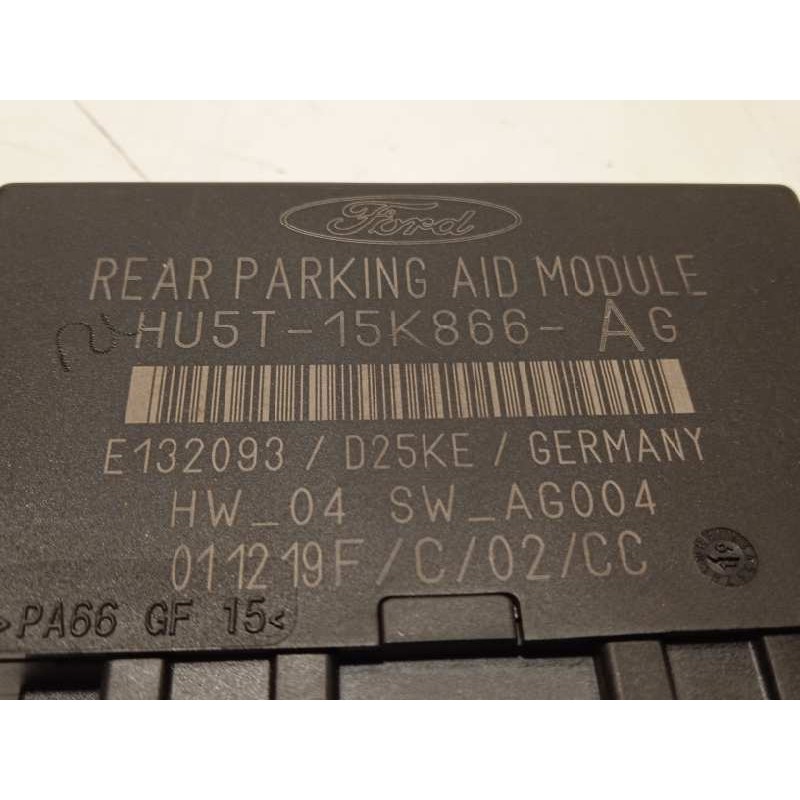 Ford
REAR PARKING AID MODULE
HU5T-15K866-AG
E132093/D25KE/GERMANY
HW_04 SW_AG004
011219F/C/02/CC
>PA66 GF 15<
19